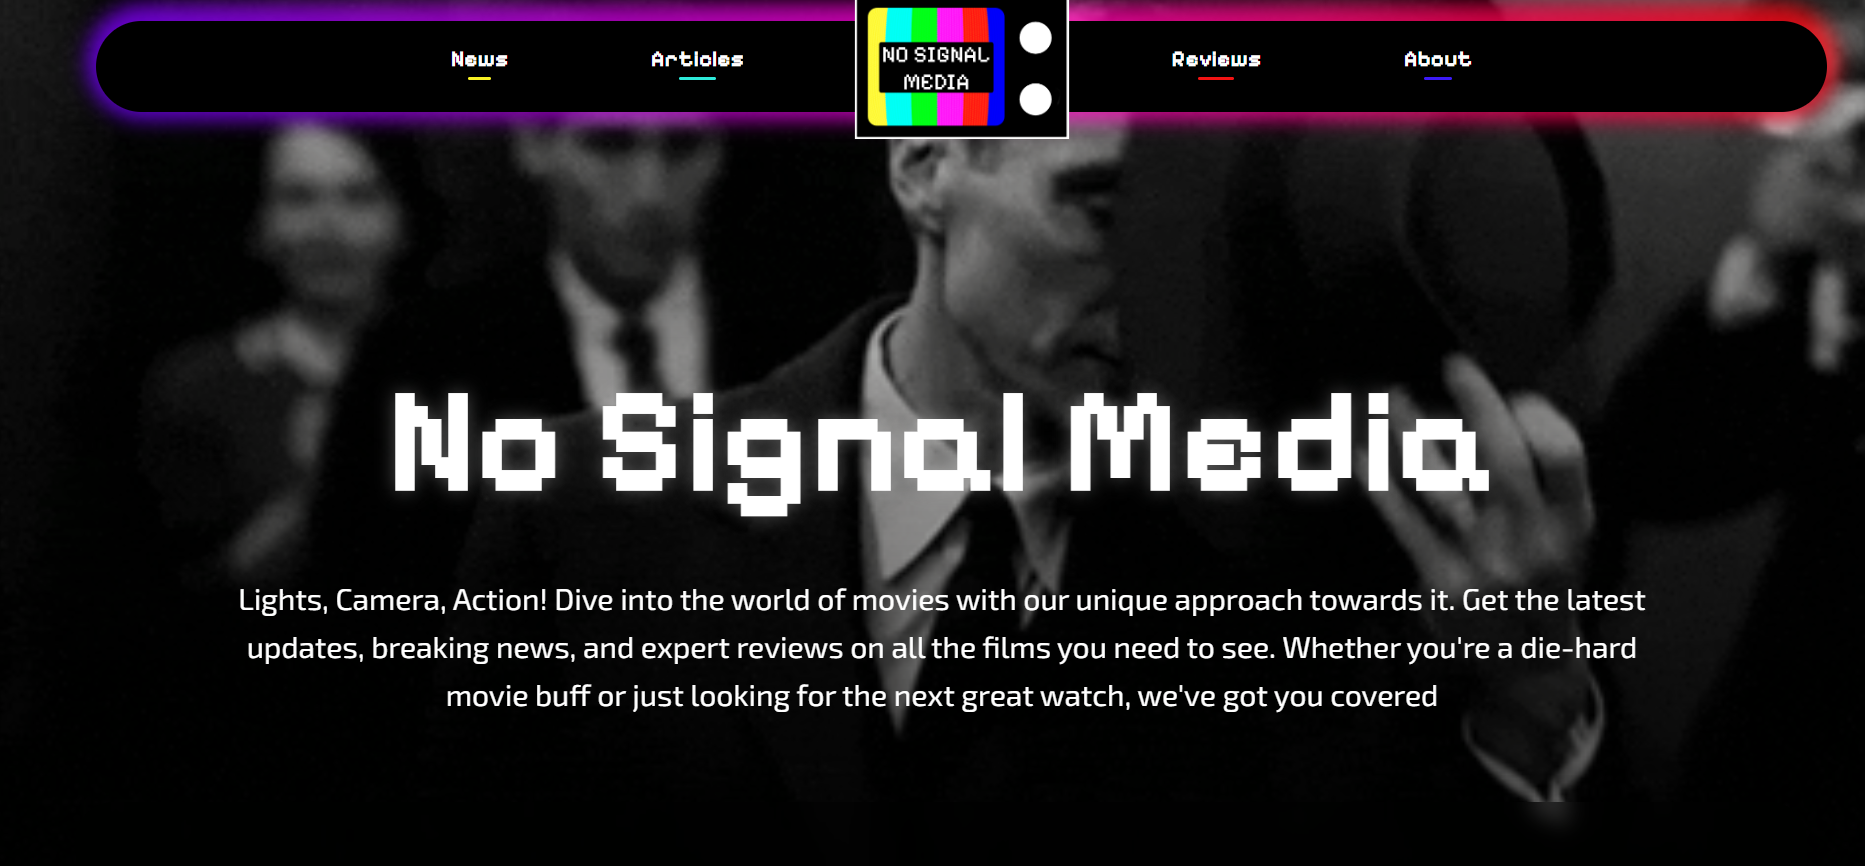 News
Articles
NO SIGNAL
MEDIA
Reviews
About
No Signal Media
Lights, Camera, Action! Dive into the world of movies with our unique approach towards it. Get the latest
updates, breaking news, and expert reviews on all the films you need to see. Whether you're a die-hard
movie buff or just looking for the next great watch, we've got you covered